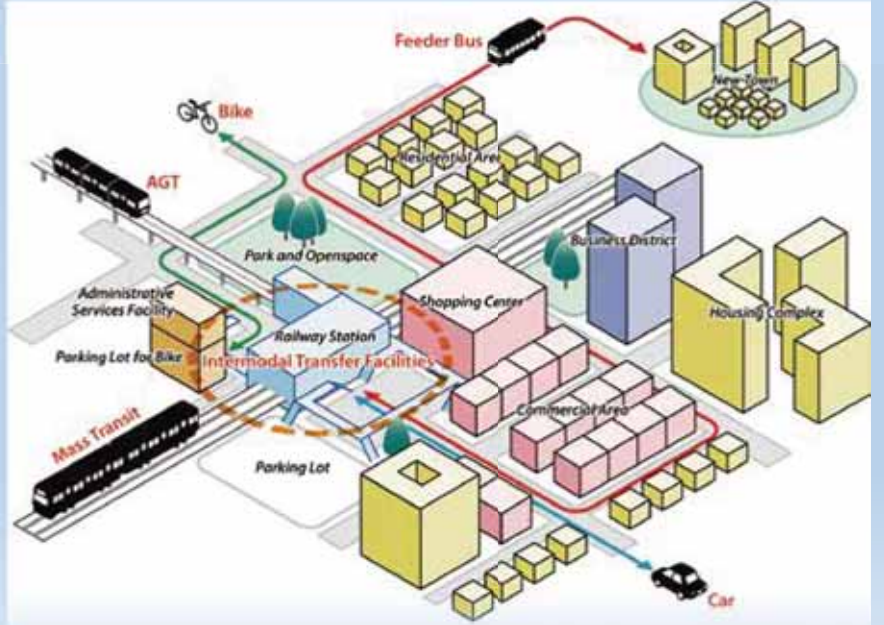 Feeder Bus
New Town
Bike
Residential Area
AGT
Park and Openspace
Business District
Administrative
Services Facility
Shopping Center
Housing Complex
Railway Station
Parking Lot for Bike
Intermodal Transfer Facilities
Commercial Area
Mass Transit
Parking Lot
Car